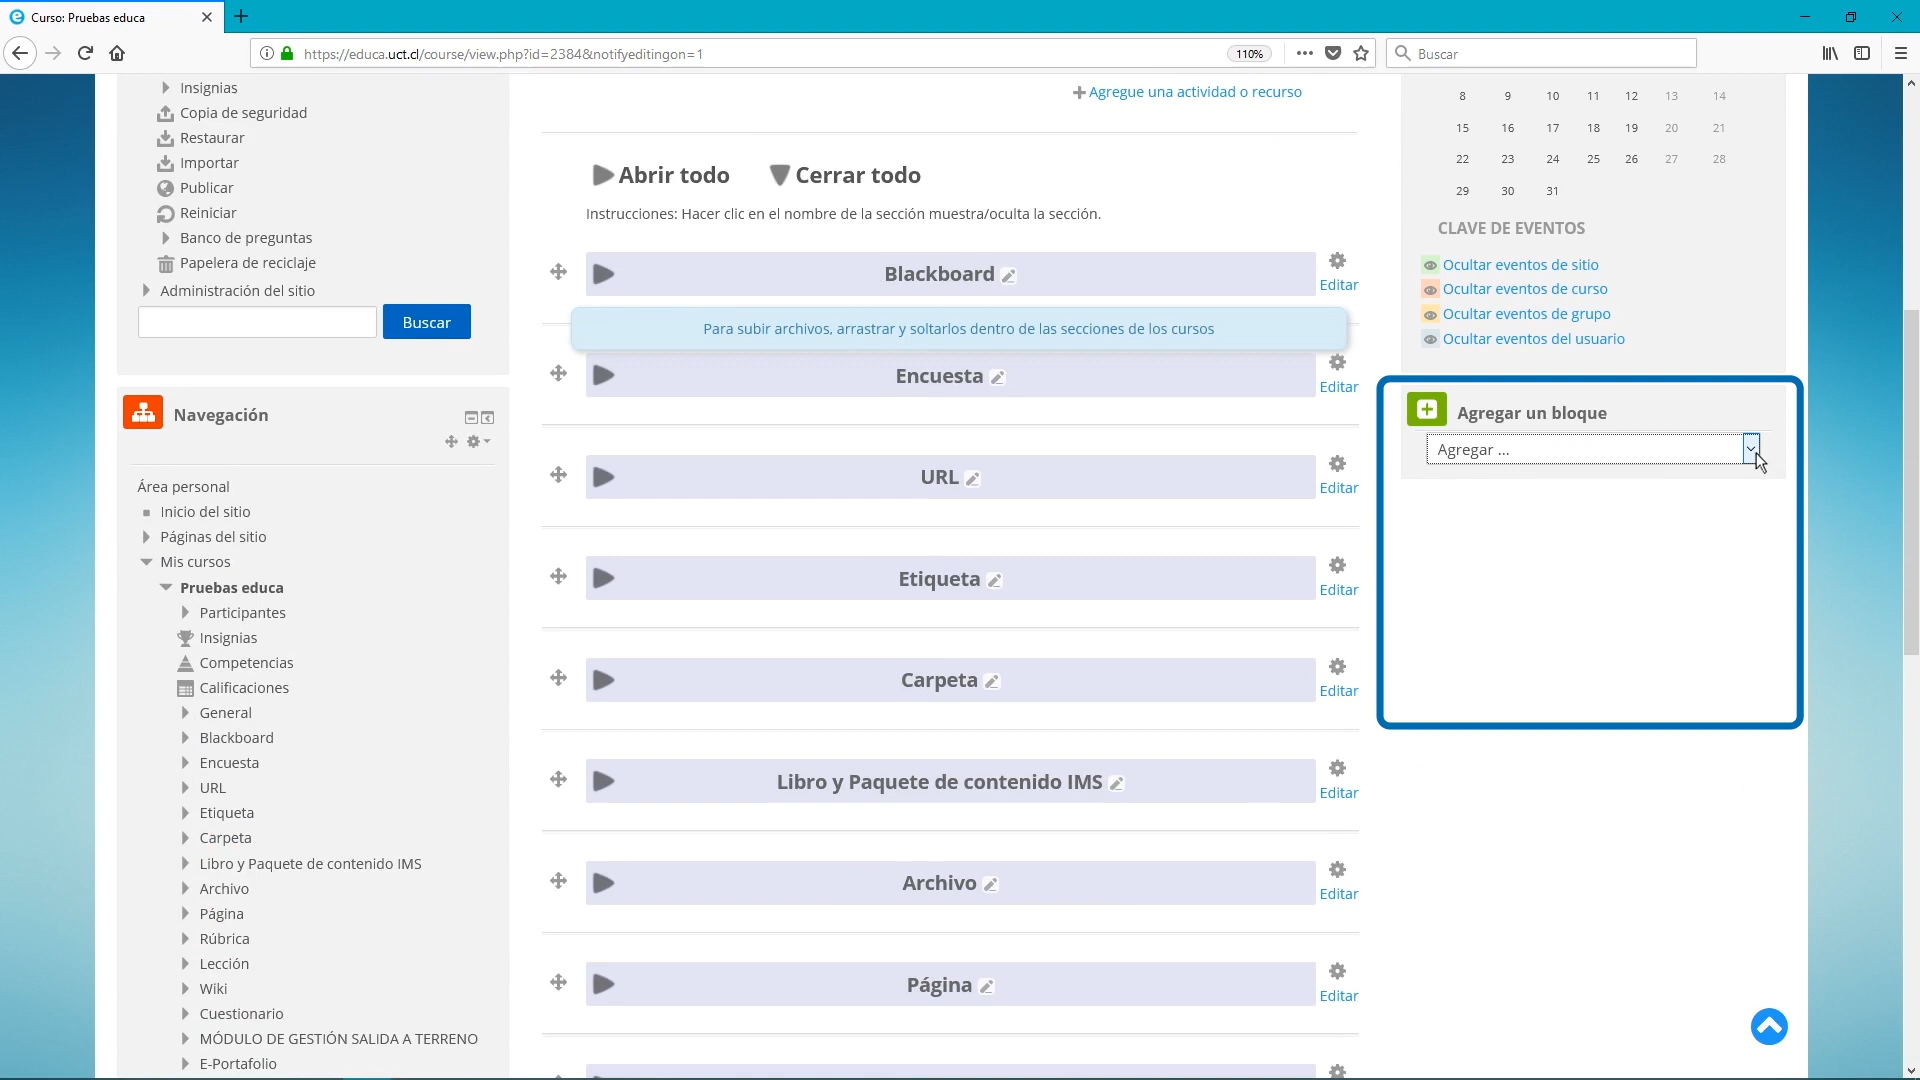 Curso: Pruebas educa
https://educa.uct.cl/course/view.php?id=2384&notifyeditingon=1
110%
Buscar
Insignias
Copia de seguridad
Restaurar
Importar
Publicar
Reiniciar
Banco de preguntas
Papelera de reciclaje
Administración del sitio
Buscar
Navegación
Área personal
Inicio del sitio
Páginas del sitio
Mis cursos
Pruebas educa
Participantes
Insignias
Competencias
Calificaciones
General
Blackboard
Encuesta
URL
Etiqueta
Carpeta
Libro y Paquete de contenido IMS
Archivo
Página
Rúbrica
Lección
Wiki
Cuestionario
MÓDULO DE GESTIÓN SALIDA A TERRENO
E-Portafolio
Agregue una actividad o recurso
Abrir todo Cerrar todo
Instrucciones: Hacer clic en el nombre de la sección muestra/oculta la sección.
Blackboard
Editar
Para subir archivos, arrastrar y soltarlos dentro de las secciones de los cursos
Encuesta
Editar
URL
Editar
Etiqueta
Editar
Carpeta
Editar
Libro y Paquete de contenido IMS
Editar
Archivo
Editar
Página
Editar
8 9 10 11 12 13 14
15 16 17 18 19 20 21
22 23 24 25 26 27 28
29 30 31
CLAVE DE EVENTOS
Ocultar eventos de sitio
Ocultar eventos de curso
Ocultar eventos de grupo
Ocultar eventos del usuario
Agregar un bloque
Agregar ...